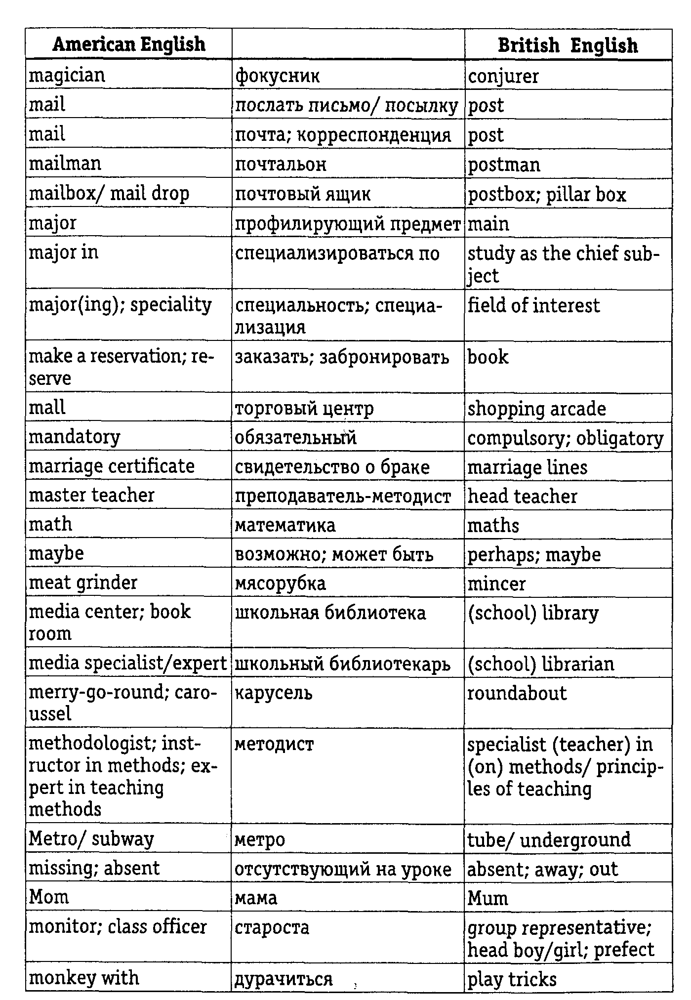 American English British English
magician фокусник conjurer
mail послать письмо/ посылку post
mail почта; корреспонденция post
mailman почтальон postman
mailbox/ mail drop почтовый ящик postbox; pillar box
major профилирующий предмет main
major in специализироваться по study as the chief sub-
ject
major(ing); speciality специальность; специа- field of interest
лизация
make a reservation; re- заказать; забронировать book
serve
mall торговый центр shopping arcade
mandatory обязательный compulsory; obligatory
marriage certificate свидетельство о браке marriage lines
master teacher преподаватель-методист head teacher
math математика maths
maybe возможно; может быть perhaps; maybe
meat grinder мясорубка mincer
media center; book школьная библиотека (school) library
room
media specialist/expert школьный библиотекарь (school) librarian
merry-go-round; caro- карусель roundabout
ussel
methodologist; inst- методист specialist (teacher) in
ructor in methods; ex- (on) methods/ princip-
pert in teaching les of teaching
methods
Metro/ subway метро tube/ underground
missing; absent отсутствующий на уроке absent; away; out
Mom мама Mum
monitor; class officer староста group representative;
head boy/girl; prefect
monkey with дурачиться play tricks